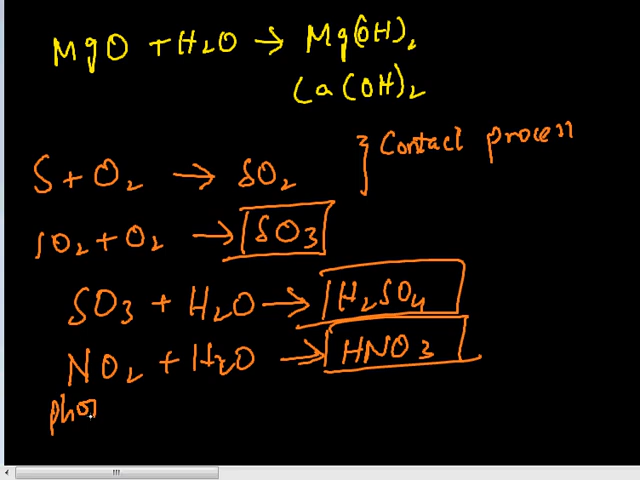 MgO + H2O → Mg(OH)2
Ca(OH)2
S + O2 → SO2 } Contact process
SO2 + O2 → SO3
SO3 + H2O → H2SO4
NO2 + H2O → HNO3
phos